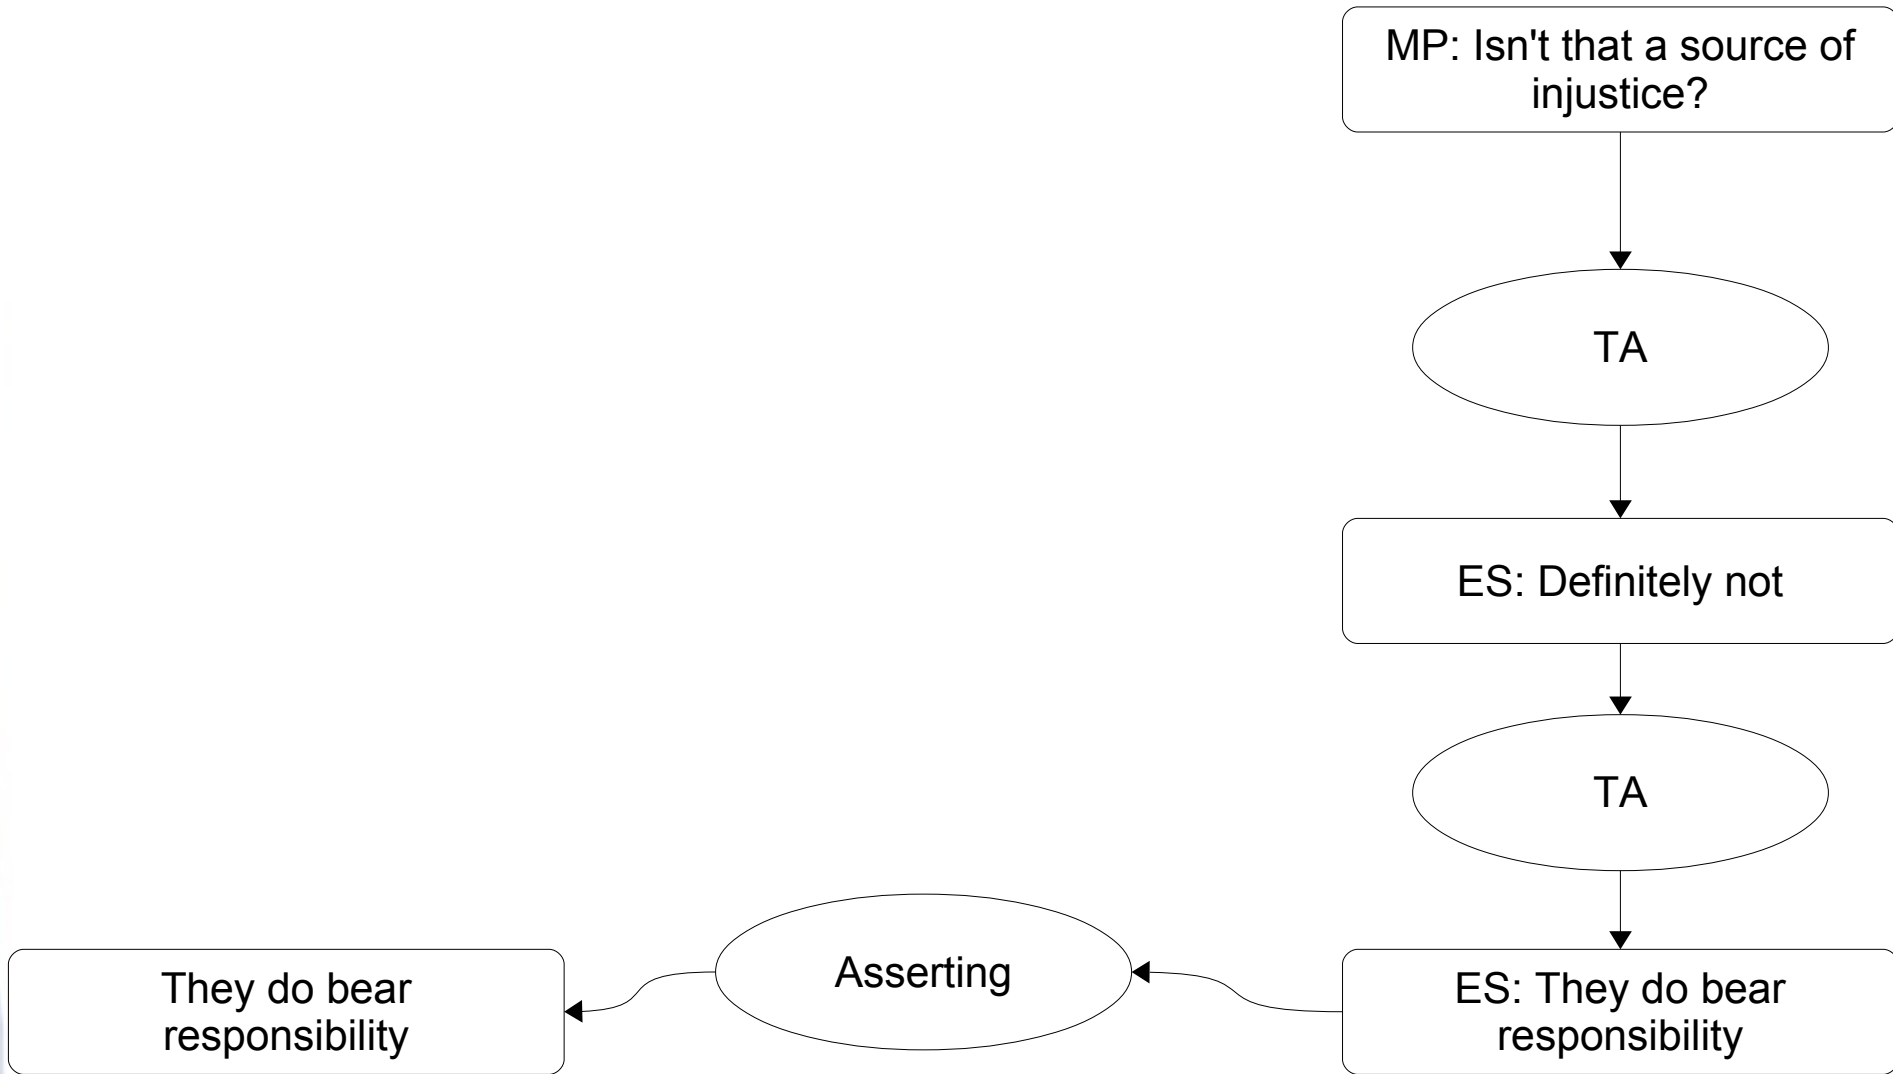 MP: Isn't that a source of
injustice?
TA
ES: Definitely not
TA
Asserting
They do bear
responsibility
ES: They do bear
responsibility